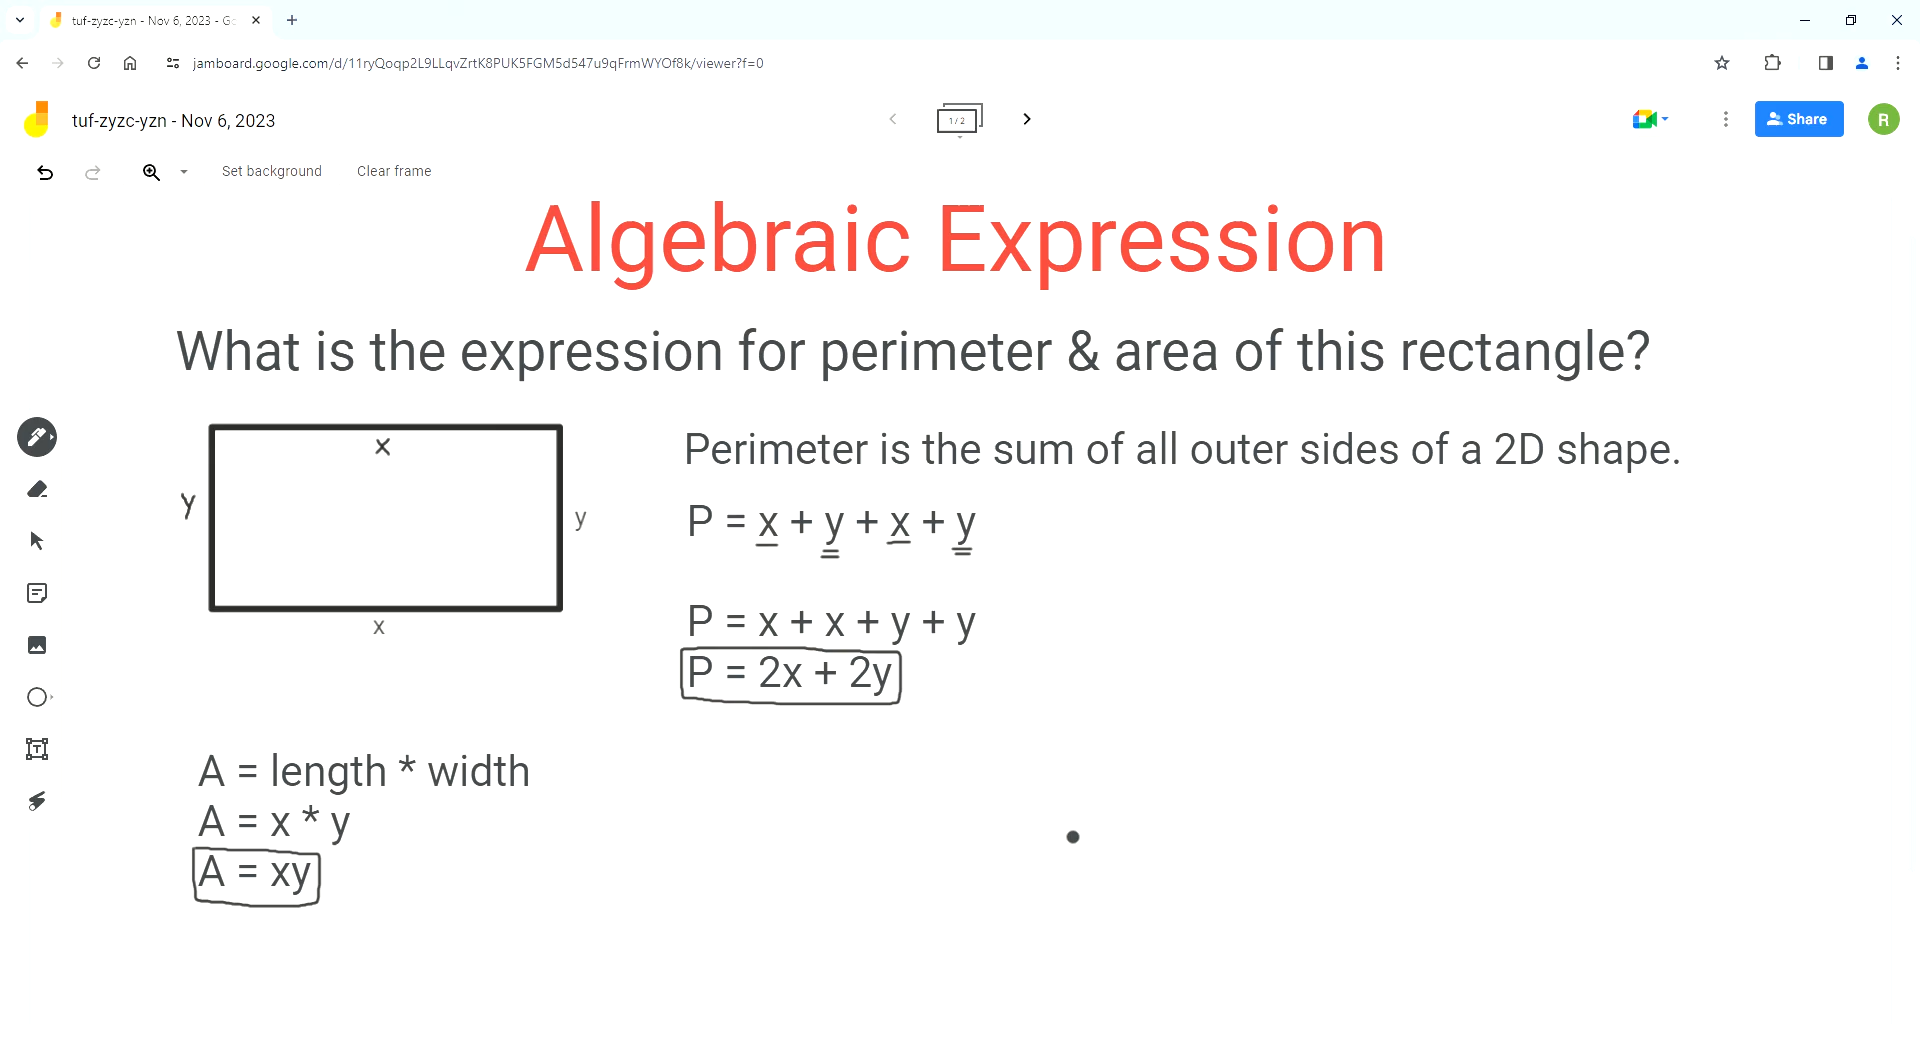 tuf-zyzc-yzn - Nov 6, 2023 - G
jamboard.google.com/d/11ryQoqp2L9LLqvZrtK8PUK5FGM5d547u9qFrmWYOf8k/viewer?f=0
tuf-zyzc-yzn - Nov 6, 2023
1 / 2
Share
R
Set background
Clear frame
Algebraic Expression
What is the expression for perimeter & area of this rectangle?
x
y
y
x
Perimeter is the sum of all outer sides of a 2D shape.
P = x + y + x + y
P = x + x + y + y
P = 2x + 2y
A = length * width
A = x * y
A = xy